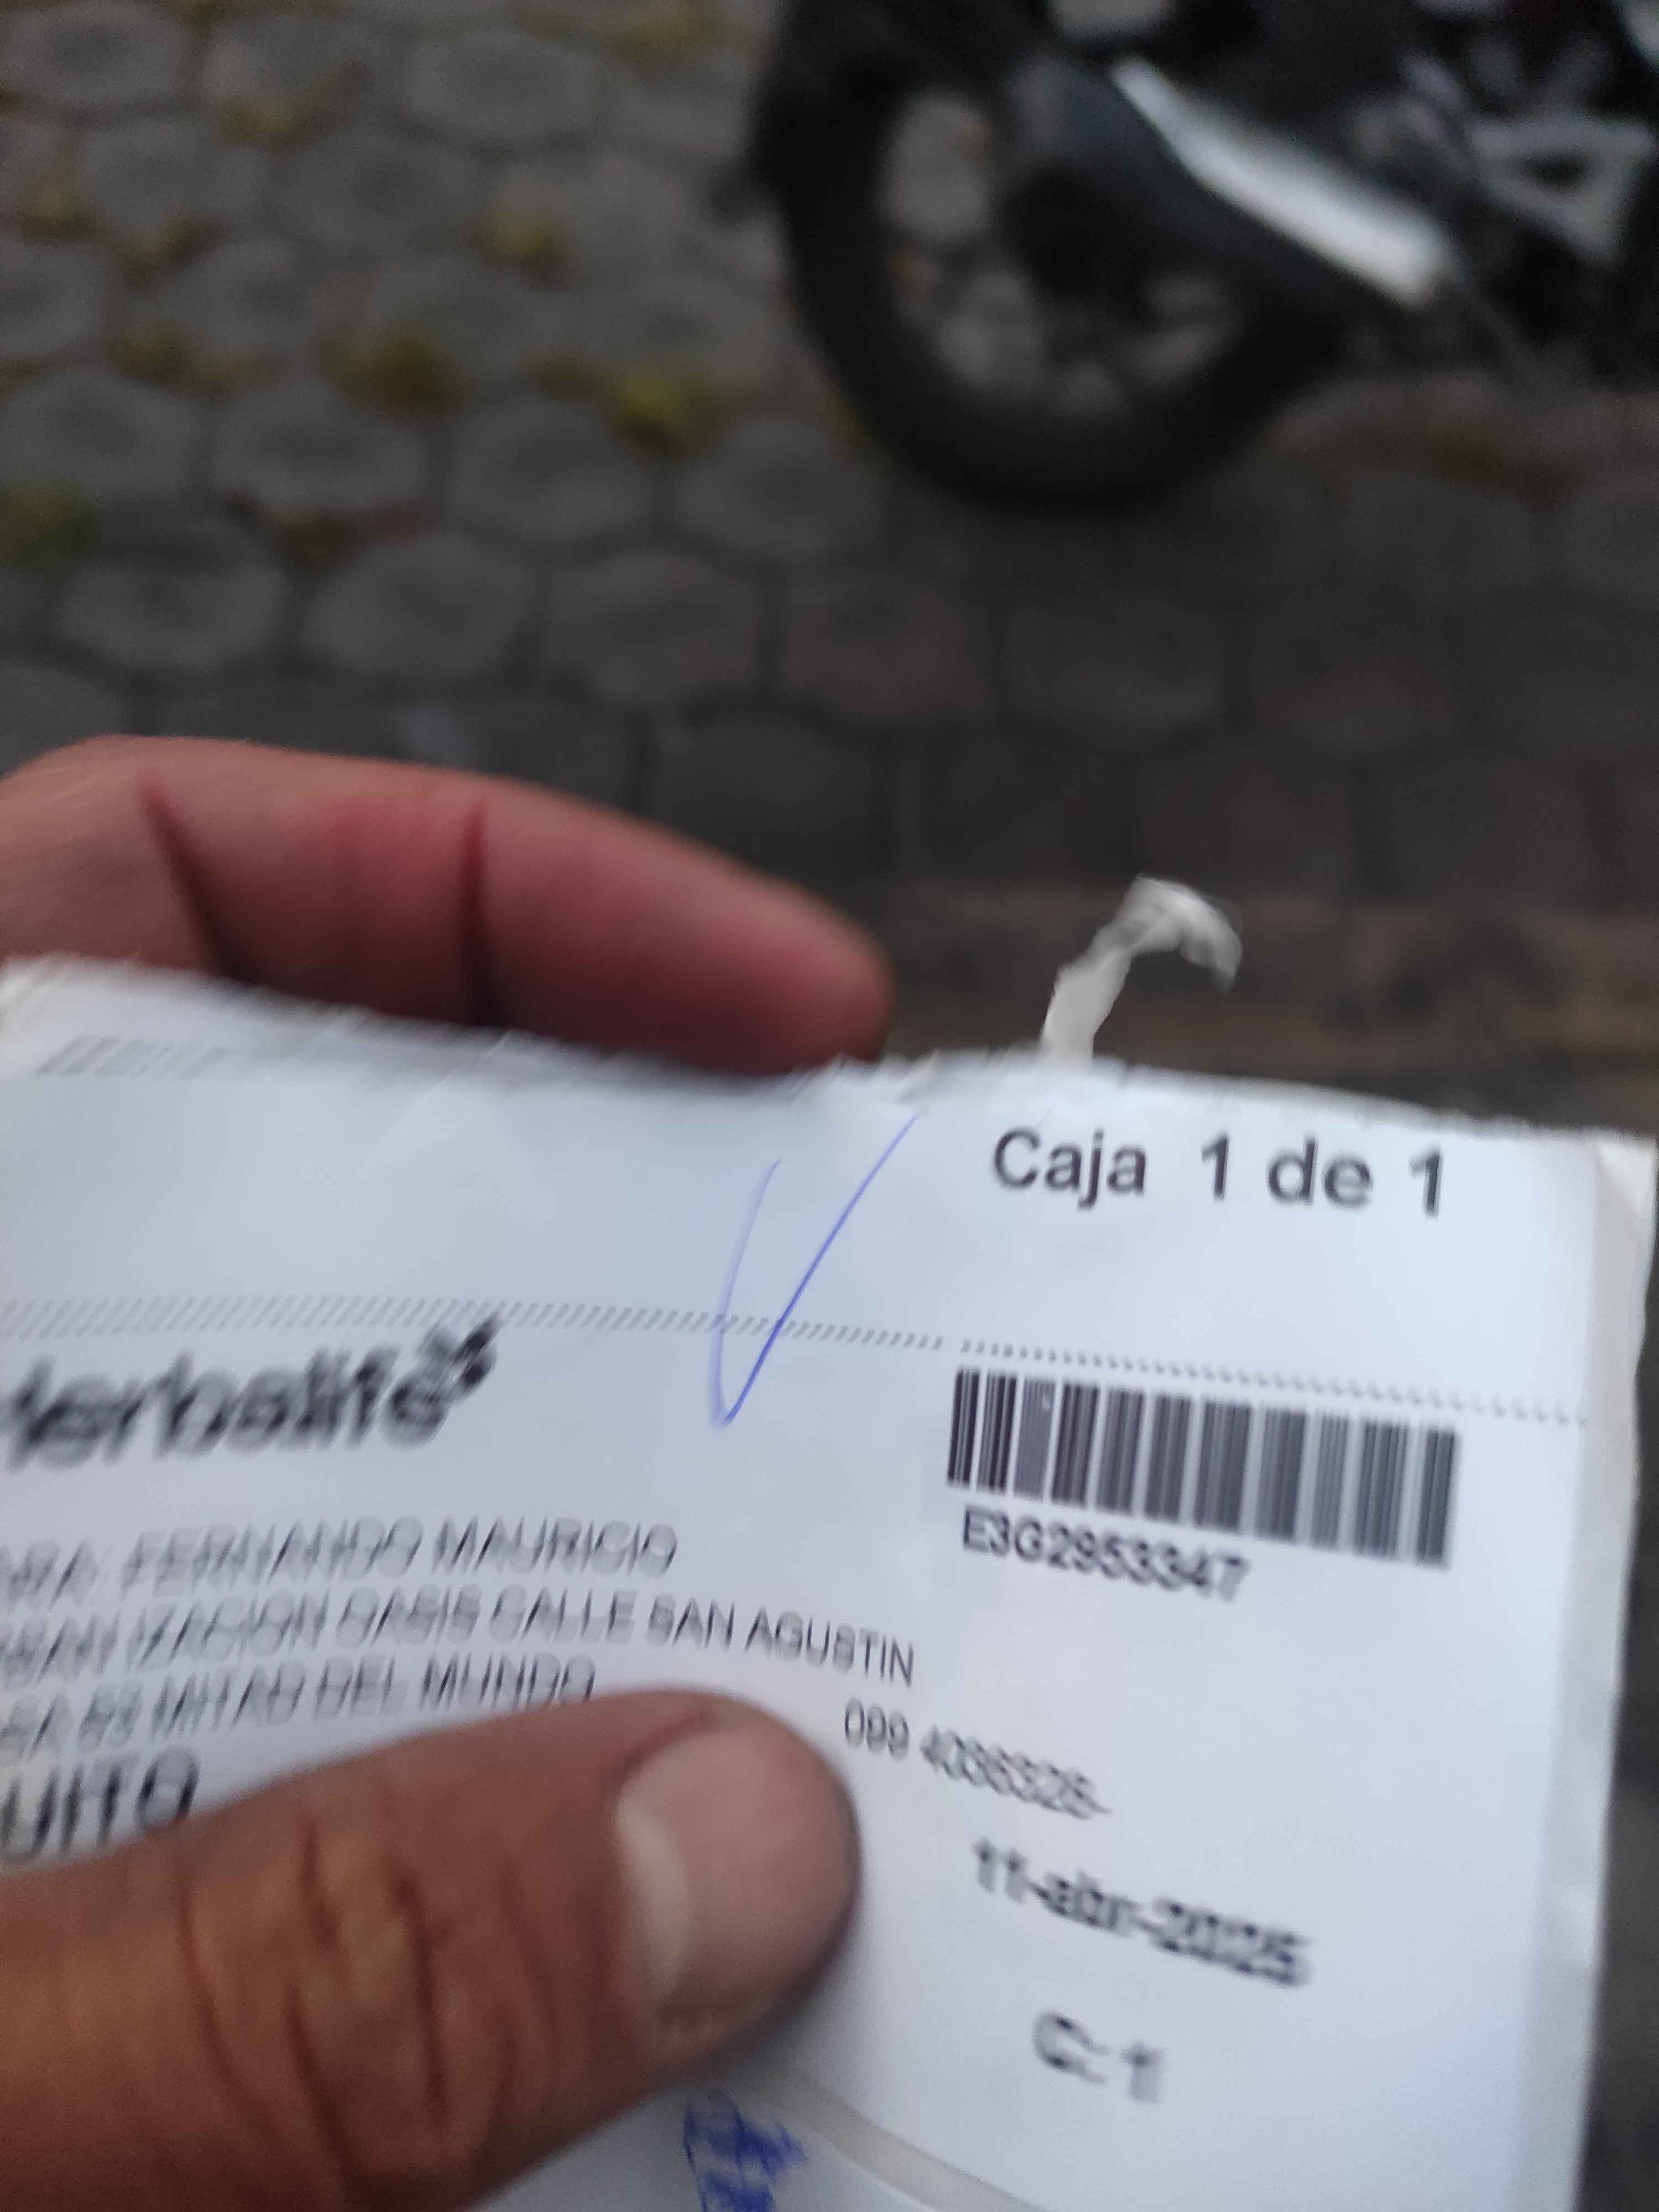 Caja 1 de 1
Herbalife
E3G2953347
FERNANDO MAURICIO
OASIS CALLE SAN AGUSTIN
MITAD DEL MUNDO
099
11-abr-2025
C: 1